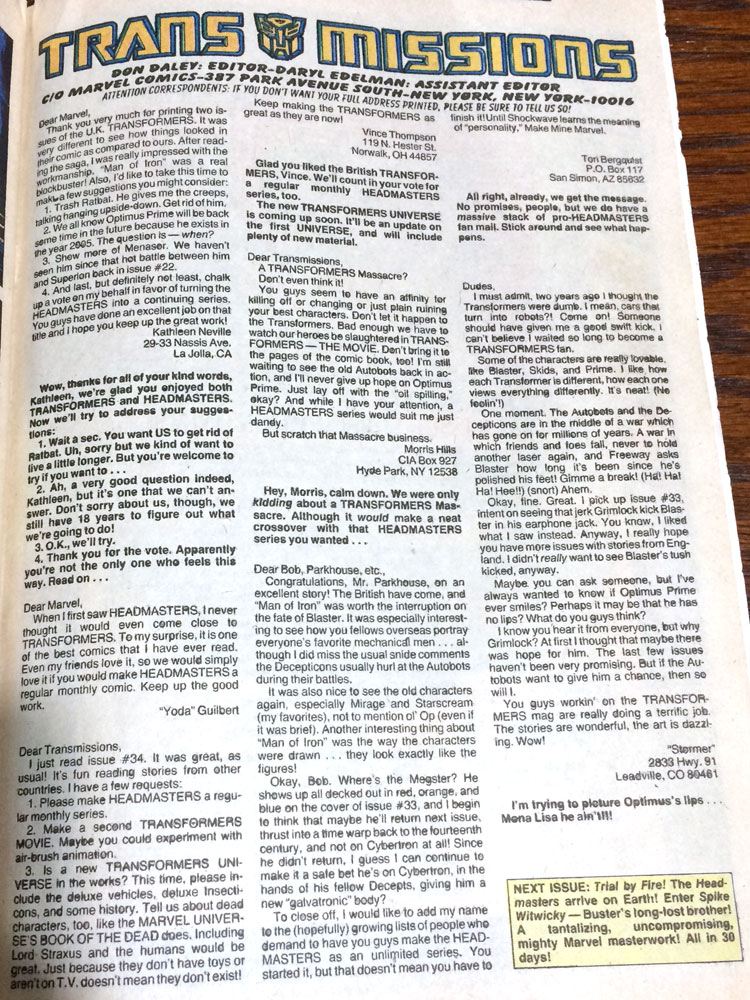 TRANS MISSIONS
DON DALEY: EDITOR-DARYL EDELMAN: ASSISTANT EDITOR
C/O MARVEL COMICS-387 PARK AVENUE SOUTH-NEW YORK, NEW YORK-10016
ATTENTION CORRESPONDENTS: IF YOU DON'T WANT YOUR FULL ADDRESS PRINTED, PLEASE BE SURE TO TELL US SO!
Dear Marvel,
Thank you very much for printing two is-
sues of the U.K. TRANSFORMERS. It was
very different to see how things looked in
their comic as compared to ours. After read-
ing the saga, I was really impressed with the
workmanship. "Man of Iron" was a real
blockbuster! Also, I'd like to take this time to
make a few suggestions you might consider:
1. Trash Ratbat. He gives me the creeps,
talking hanging upside-down. Get rid of him.
2. We all know Optimus Prime will be back
some time in the future because he exists in
the year 2005. The question is — when?
3. Show more of Menasor. We haven't
seen him since that hot battle between him
and Superion back in issue #22.
4. And last, but definitely not least, chalk
up a vote on my behalf in favor of turning the
HEADMASTERS into a continuing series.
You guys have done an excellent job on that
title and I hope you keep up the great work!
Kathleen Neville
29-33 Nassis Ave.
La Jolla, CA
Wow, thanks for all of your kind words,
Kathleen, we're glad you enjoyed both
TRANSFORMERS and HEADMASTERS.
Now we'll try to address your sugges-
tions:
1. Wait a sec. You want US to get rid of
Ratbat. Uh, sorry but we kind of want to
live a little longer. But you're welcome to
try if you want to . . .
2. Ah, a very good question indeed,
Kathleen, but it's one that we can't an-
swer. Don't sorry about us, though, we
still have 18 years to figure out what
we're going to do!
3. O.K., we'll try.
4. Thank you for the vote. Apparently
you're not the only one who feels this
way. Read on . . .
Dear Marvel,
When I first saw HEADMASTERS, I never
thought it would even come close to
TRANSFORMERS. To my surprise, it is one
of the best comics that I have ever read.
Even my friends love it, so we would simply
love it if you would make HEADMASTERS a
regular monthly comic. Keep up the good
work.
"Yoda" Guilbert
Dear Transmissions,
I just read issue #34. It was great, as
usual! It's fun reading stories from other
countries. I have a few requests:
1. Please make HEADMASTERS a regu-
lar monthly series.
2. Make a second TRANSFORMERS
MOVIE. Maybe you could experiment with
air-brush animation.
3. Is a new TRANSFORMERS UNI-
VERSE in the works? This time, please in-
clude the deluxe vehicles, deluxe Insecti-
cons, and some history. Tell us about dead
characters, too, like the MARVEL UNIVER-
SE'S BOOK OF THE DEAD does. Including
Lord Straxus and the humans would be
great. Just because they don't have toys or
aren't on T.V. doesn't mean they don't exist!
Keep making the TRANSFORMERS as
great as they are now!
Vince Thompson
119 N. Hester St.
Norwalk, OH 44857
Glad you liked the British TRANSFOR-
MERS, Vince. We'll count in your vote for
a regular monthly HEADMASTERS
series, too.
The new TRANSFORMERS UNIVERSE
is coming up soon. It'll be an update on
the first UNIVERSE, and will include
plenty of new material.
Dear Transmissions,
A TRANSFORMERS Massacre?
Don't even think it!
You guys seem to have an affinity for
killing off or changing or just plain ruining
your best characters. Don't let it happen to
the Transformers. Bad enough we have to
watch our heroes be slaughtered in TRANS-
FORMERS — THE MOVIE. Don't bring it to
the pages of the comic book, too! I'm still
waiting to see the old Autobots back in ac-
tion, and I'll never give up hope on Optimus
Prime. Just lay off with the "oil spilling,"
okay? And while I have your attention, a
HEADMASTERS series would suit me just
dandy.
But scratch that Massacre business.
Morris Hills
CIA Box 927
Hyde Park, NY 12538
Hey, Morris, calm down. We were only
kidding about a TRANSFORMERS Mas-
sacre. Although it would make a neat
crossover with that HEADMASTERS
series you wanted . . .
Dear Bob, Parkhouse, etc.,
Congratulations, Mr. Parkhouse, on an
excellent story! The British have come, and
"Man of Iron" was worth the interruption on
the fate of Blaster. It was especially interest-
ing to see how you fellows overseas portray
everyone's favorite mechanical men . . . al-
though I did miss the usual snide comments
the Decepticons usually hurl at the Autobots
during their battles.
It was also nice to see the old characters
again, especially Mirage and Starscream
(my favorites), not to mention ol' Op (even if
it was brief). Another interesting thing about
"Man of Iron" was the way the characters
were drawn . . . they look exactly like the
figures!
Okay, Bob. Where's the Megster? He
shows up all decked out in red, orange, and
blue on the cover of issue #33, and I begin
to think that maybe he'll return next issue,
thrust into a time warp back to the fourteenth
century, and not on Cybertron at all! Since
he didn't return, I guess I can continue to
make it a safe bet he's on Cybertron, in the
hands of his fellow Decepts, giving him a
new "galvatronic" body?
To close off, I would like to add my name
to the (hopefully) growing lists of people who
demand to have you guys make the HEAD-
MASTERS as an unlimited series. You
started it, but that doesn't mean you have to
finish it! Until Shockwave learns the meaning
of "personality," Make Mine Marvel.
Tori Bergquist
P.O. Box 117
San Simon, AZ 85632
All right, already, we get the message.
No promises, people, but we do have a
massive stack of pro-HEADMASTERS
fan mail. Stick around and see what hap-
pens.
Dudes,
I must admit, two years ago I thought the
Transformers were dumb. I mean, cars that
turn into robots?! Come on! Someone
should have given me a good swift kick. I
can't believe I waited so long to become a
TRANSFORMERS fan.
Some of the characters are really lovable,
like Blaster, Skids, and Prime. I like how
each Transformer is different, how each one
views everything differently. It's neat! (No
feelin'!)
One moment. The Autobots and the De-
cepticons are in the middle of a war which
has gone on for millions of years. A war in
which friends and foes fall, never to hold
another laser again, and Freeway asks
Blaster how long it's been since he's
polished his feet! Gimme a break! (Ha! Ha!
Ha! Hee!!) (snort) Ahem.
Okay, fine. Great. I pick up issue #33,
intent on seeing that jerk Grimlock kick Blas-
ter in his earphone jack. You know, I liked
what I saw instead. Anyway, I really hope
you have more issues with stories from Eng-
land. I didn't really want to see Blaster's tush
kicked, anyway.
Maybe you can ask someone, but I've
always wanted to know if Optimus Prime
ever smiles? Perhaps it may be that he has
no lips? What do you guys think?
I know you hear it from everyone, but why
Grimlock? At first I thought that maybe there
was hope for him. The last few issues
haven't been very promising. But if the Au-
tobots want to give him a chance, then so
will I.
You guys workin' on the TRANSFOR-
MERS mag are really doing a terrific job.
The stories are wonderful, the art is dazzl-
ing. Wow!
"Stormer"
2833 Hwy. 91
Leadville, CO 80461
I'm trying to picture Optimus's lips . . .
Mona Lisa he ain't!!!
NEXT ISSUE: Trial by Fire! The Head-
masters arrive on Earth! Enter Spike
Witwicky — Buster's long-lost brother!
A tantalizing, uncompromising,
mighty Marvel masterwork! All in 30
days!